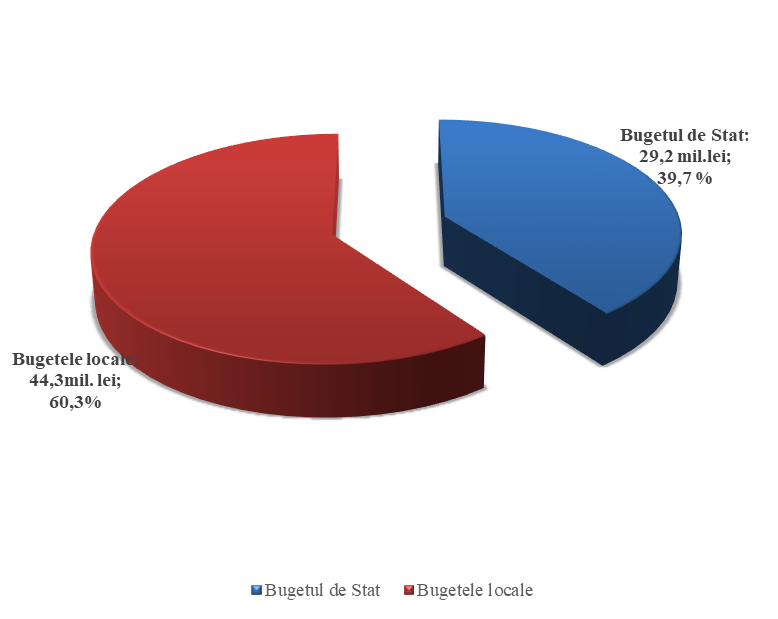 Bugetul de Stat:
29,2 mil.lei;
39,7 %
Bugetele locale;
44,3mil. lei;
60,3%
Bugetul de Stat
Bugetele locale